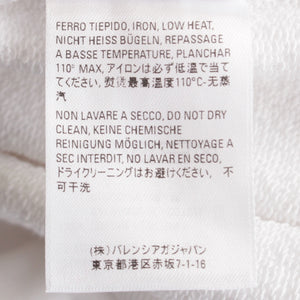 FERRO TIEPIDO, IRON, LOW HEAT,
NICHT HEISS BÜGELN, REPASSAGE
A BASSE TEMPERATURE, PLANCHAR
110° MAX, アイロンは必ず低温で当て
てください, 熨烫最高温度110°C-无蒸
汽
NON LAVARE A SECCO, DO NOT DRY
CLEAN, KEINE CHEMISCHE
REINIGUNG MÖGLICH, NETTOYAGE A
SEC INTERDIT, NO LAVAR EN SECO,
ドライクリーニングはお避けください, 不
可干洗
(株) バレンシアガジャパン
東京都港区赤坂7-1-16